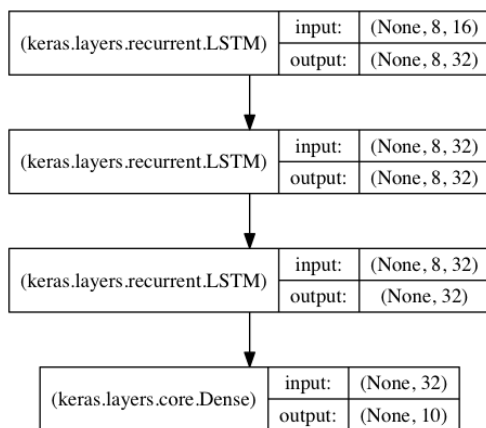 (keras.layers.recurrent.LSTM) input: (None, 8, 16)
output: (None, 8, 32)
(keras.layers.recurrent.LSTM) input: (None, 8, 32)
output: (None, 8, 32)
(keras.layers.recurrent.LSTM) input: (None, 8, 32)
output: (None, 32)
(keras.layers.core.Dense) input: (None, 32)
output: (None, 10)